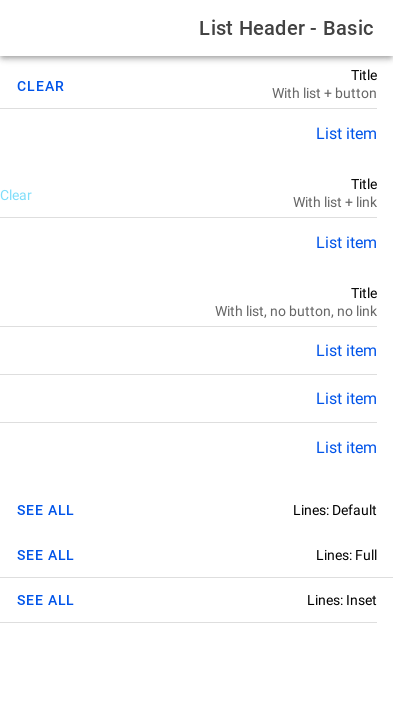 List Header - Basic
Title
With list + button
CLEAR
List item
Title
With list + link
Clear
List item
Title
With list, no button, no link
List item
List item
List item
Lines: Default
SEE ALL
Lines: Full
SEE ALL
Lines: Inset
SEE ALL